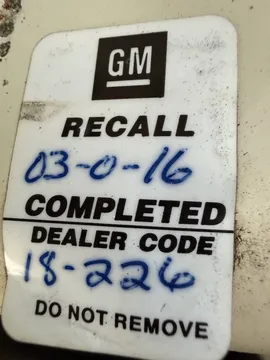 GM
RECALL
03-0-16
COMPLETED
DEALER CODE
18-226
DO NOT REMOVE